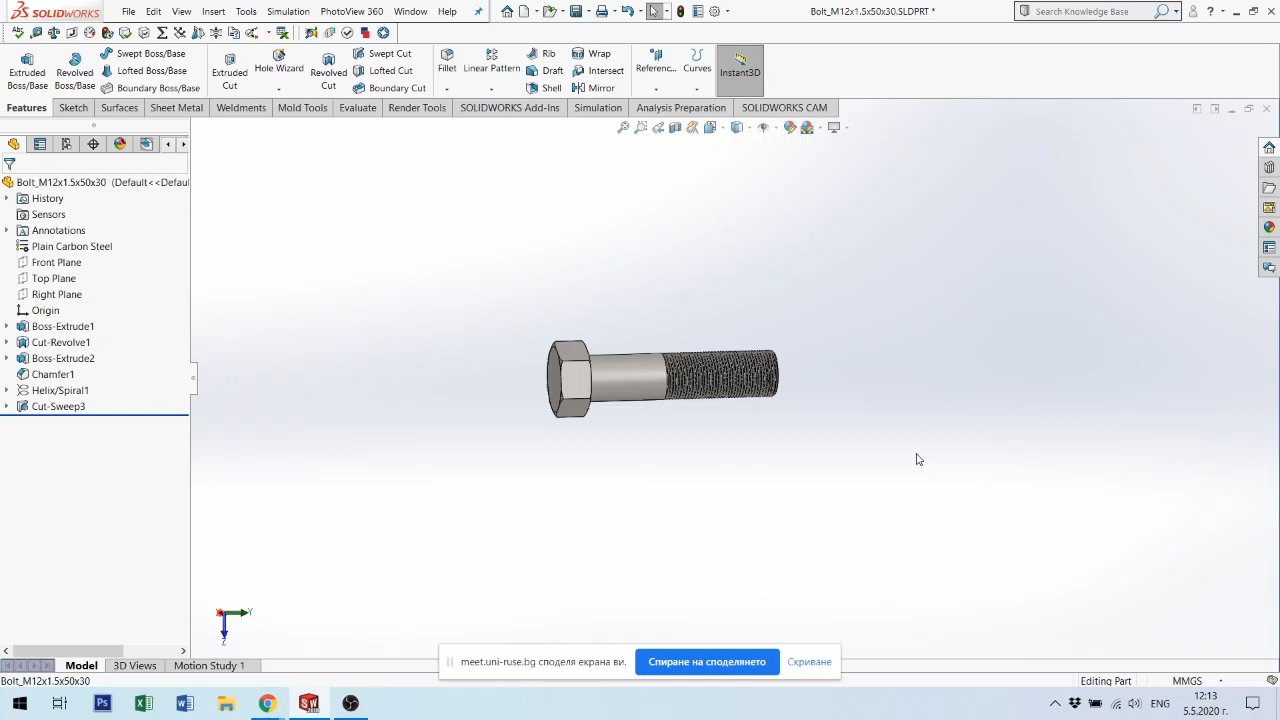 SOLIDWORKS File Edit View Insert Tools Simulation PhotoView 360 Window Help Bolt_M12x1.5x50x30.SLDPRT * Search Knowledge Base
Extruded Boss/Base
Revolved Boss/Base
Swept Boss/Base
Lofted Boss/Base
Boundary Boss/Base
Extruded Cut
Hole Wizard
Revolved Cut
Swept Cut
Lofted Cut
Boundary Cut
Fillet
Linear Pattern
Rib
Draft
Shell
Wrap
Intersect
Mirror
Referenc...
Curves
Instant3D
Features Sketch Surfaces Sheet Metal Weldments Mold Tools Evaluate Render Tools SOLIDWORKS Add-Ins Simulation Analysis Preparation SOLIDWORKS CAM
Bolt_M12x1.5x50x30 (Default<<Defau
History
Sensors
Annotations
Plain Carbon Steel
Front Plane
Top Plane
Right Plane
Origin
Boss-Extrude1
Cut-Revolve1
Boss-Extrude2
Chamfer1
Helix/Spiral1
Cut-Sweep3
Y
Z
meet.uni-ruse.bg споделя екрана ви. Спиране на споделянето Скриване
Model 3D Views Motion Study 1
Bolt_M12x1.5x50x30 Editing Part MMGS
ENG 12:13
5.5.2020 г.